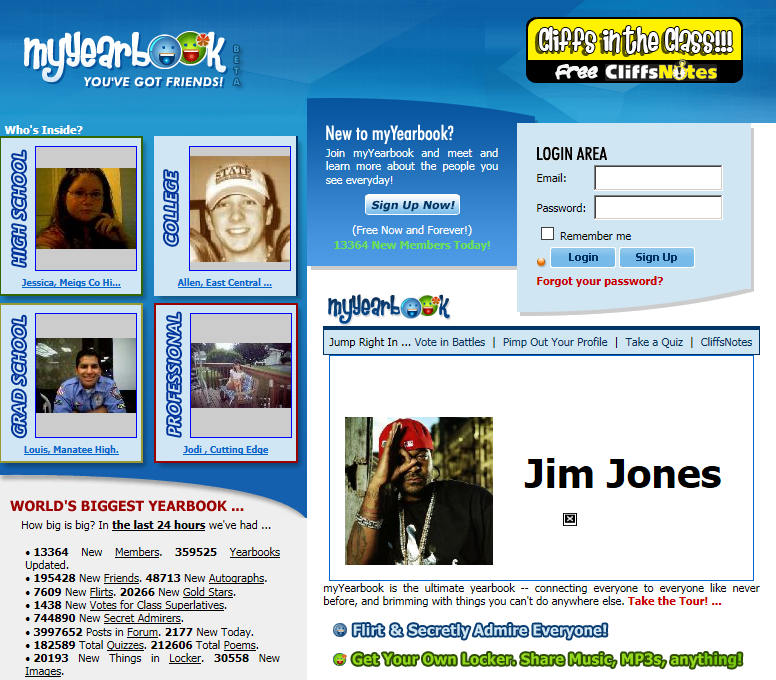 myYearbook
BETA
YOU'VE GOT FRIENDS!
Cliffs in the Class!!!
Free CliffsNotes
Who's Inside?
HIGH SCHOOL
Jessica, Meigs Co Hi...
COLLEGE
STATE
Allen, East Central ...
GRAD SCHOOL
Louis, Manatee High.
PROFESSIONAL
Jodi , Cutting Edge
New to myYearbook?
Join myYearbook and meet and
learn more about the people you
see everyday!
Sign Up Now!
(Free Now and Forever!)
13364 New Members Today!
LOGIN AREA
Email:
Password:
Remember me
Login
Sign Up
Forgot your password?
myYearbook
Jump Right In ... Vote in Battles | Pimp Out Your Profile | Take a Quiz | CliffsNotes
Jim Jones
myYearbook is the ultimate yearbook -- connecting everyone to everyone like never
before, and brimming with things you can't do anywhere else. Take the Tour! ...
Flirt & Secretly Admire Everyone!
Get Your Own Locker. Share Music, MP3s, anything!
WORLD'S BIGGEST YEARBOOK ...
How big is big? In the last 24 hours we've had ...
• 13364 New Members. 359525 Yearbooks
Updated.
• 195428 New Friends. 48713 New Autographs.
• 7609 New Flirts. 20266 New Gold Stars.
• 1438 New Votes for Class Superlatives.
• 744890 New Secret Admirers.
• 3997652 Posts in Forum. 2177 New Today.
• 182589 Total Quizzes. 212606 Total Poems.
• 20193 New Things in Locker. 30558 New
Images.